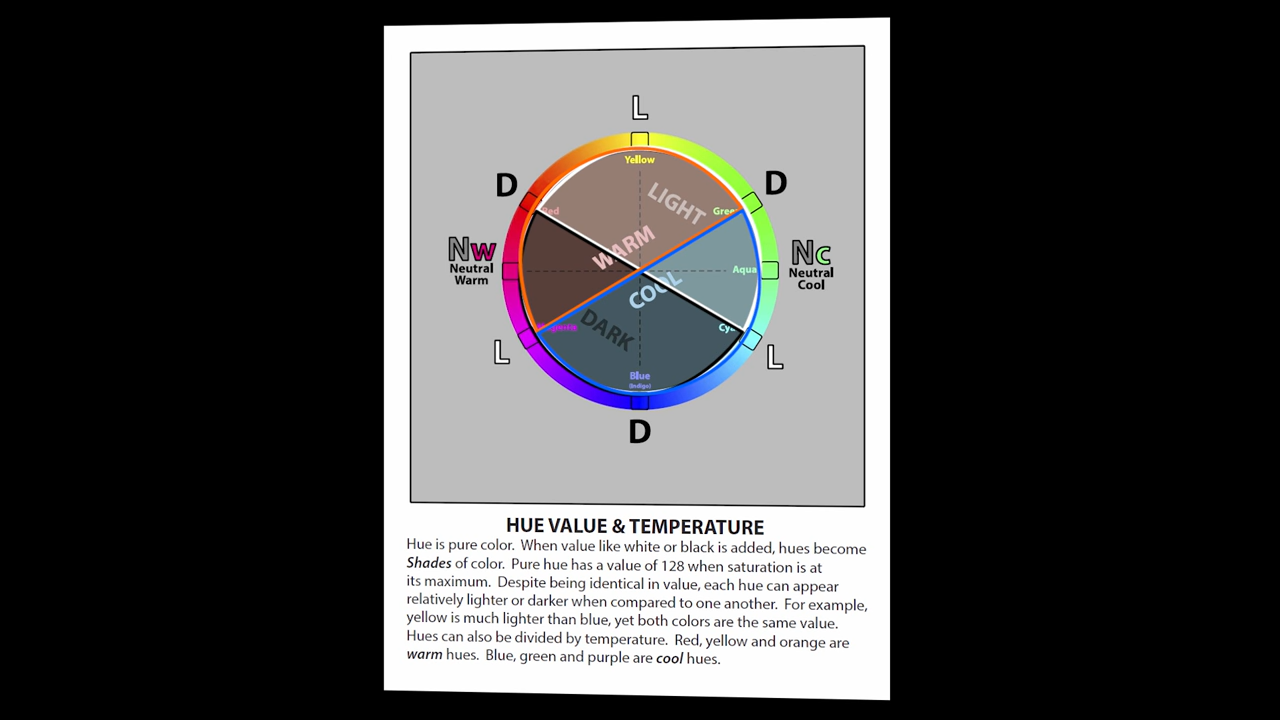 L
Yellow
D
D
LIGHT
Red
Green
WARM
Nw
Neutral
Warm
Nc
Neutral
Cool
Aqua
COOL
DARK
Cy
L
L
Blue
(Indigo)
D
HUE VALUE & TEMPERATURE
Hue is pure color. When value like white or black is added, hues become
Shades of color. Pure hue has a value of 128 when saturation is at
its maximum. Despite being identical in value, each hue can appear
relatively lighter or darker when compared to one another. For example,
yellow is much lighter than blue, yet both colors are the same value.
Hues can also be divided by temperature. Red, yellow and orange are
warm hues. Blue, green and purple are cool hues.